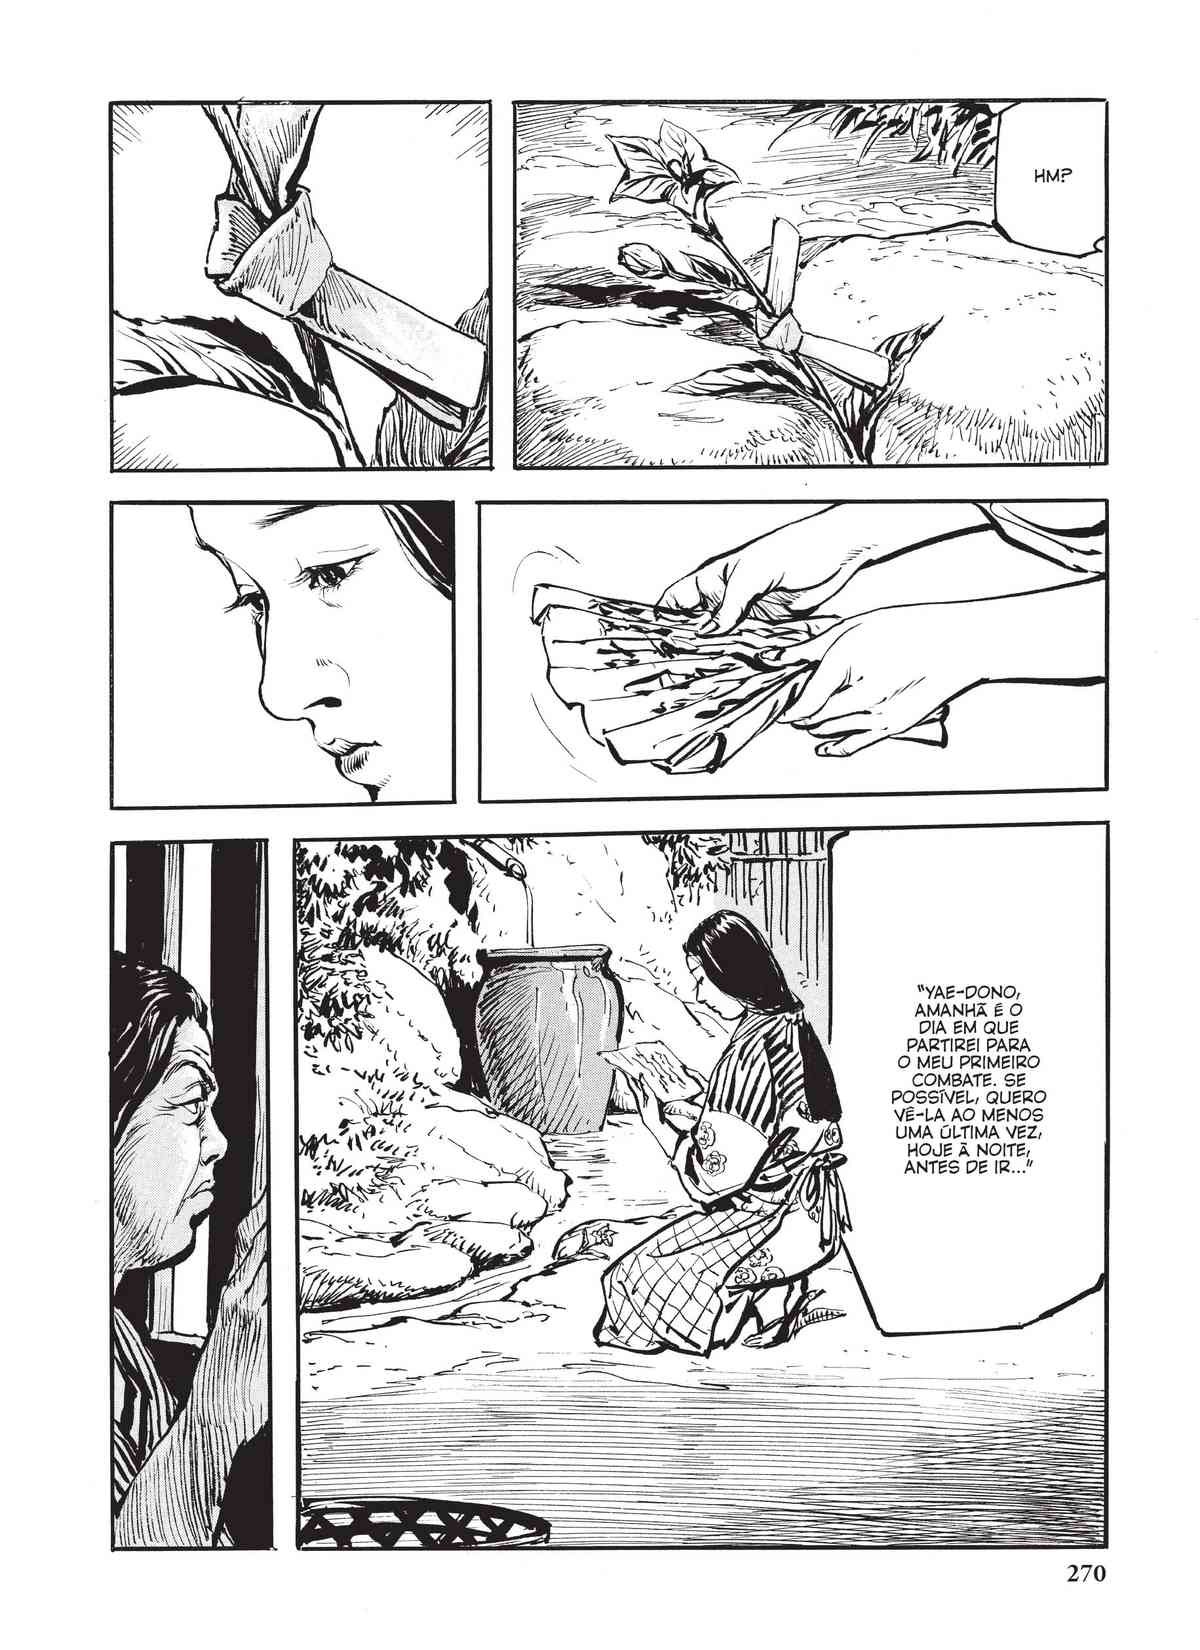 HM?
"YAE-DONO,
AMANHÃ É O
DIA EM QUE
PARTIREI PARA
O MEU PRIMEIRO
COMBATE. SE
POSSÍVEL, QUERO
VÊ-LA AO MENOS
UMA ÚLTIMA VEZ,
HOJE À NOITE,
ANTES DE IR..."
270